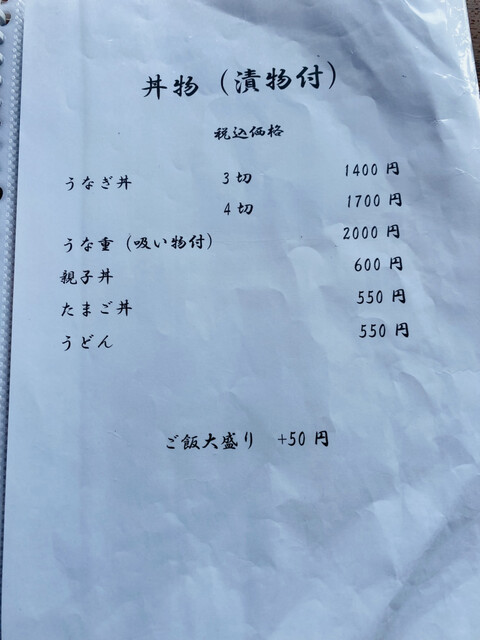 丼物（漬物付）
税込価格
うなぎ丼 3切 1400円
4切 1700円
うな重（吸い物付） 2000円
親子丼 600円
たまご丼 550円
うどん 550円
ご飯大盛り +50円